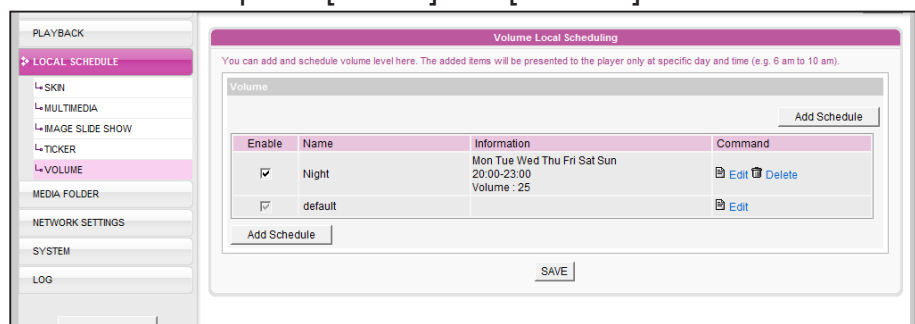 PLAYBACK
LOCAL SCHEDULE
SKIN
MULTIMEDIA
IMAGE SLIDE SHOW
TICKER
VOLUME
MEDIA FOLDER
NETWORK SETTINGS
SYSTEM
LOG
Volume Local Scheduling
You can add and schedule volume level here. The added items will be presented to the player only at specific day and time (e.g. 6 am to 10 am).
Volume
Add Schedule
Enable Name Information Command
Night
Mon Tue Wed Thu Fri Sat Sun
20:00-23:00
Volume : 25
Edit Delete
default Edit
Add Schedule
SAVE